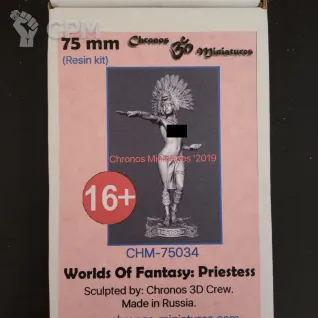 GPM
75 mm
(Resin kit)
Chronos Miniatures
Chronos Miniatures '2019
16+
CHM-75034
Worlds Of Fantasy: Priestess
Sculpted by: Chronos 3D Crew.
Made in Russia.